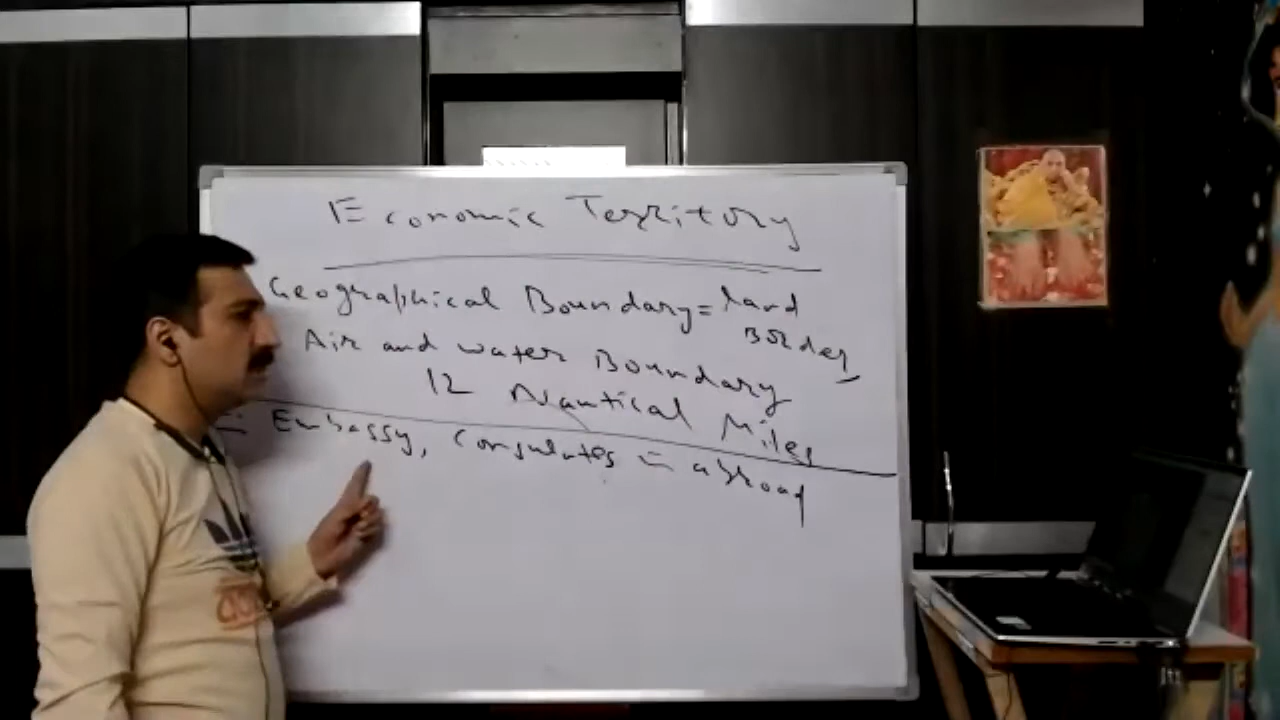 Economic Territory
Geographical Boundary = land
Border
Air and water Boundary
12 Nautical Miles
= Embassy, Consulates = abroad